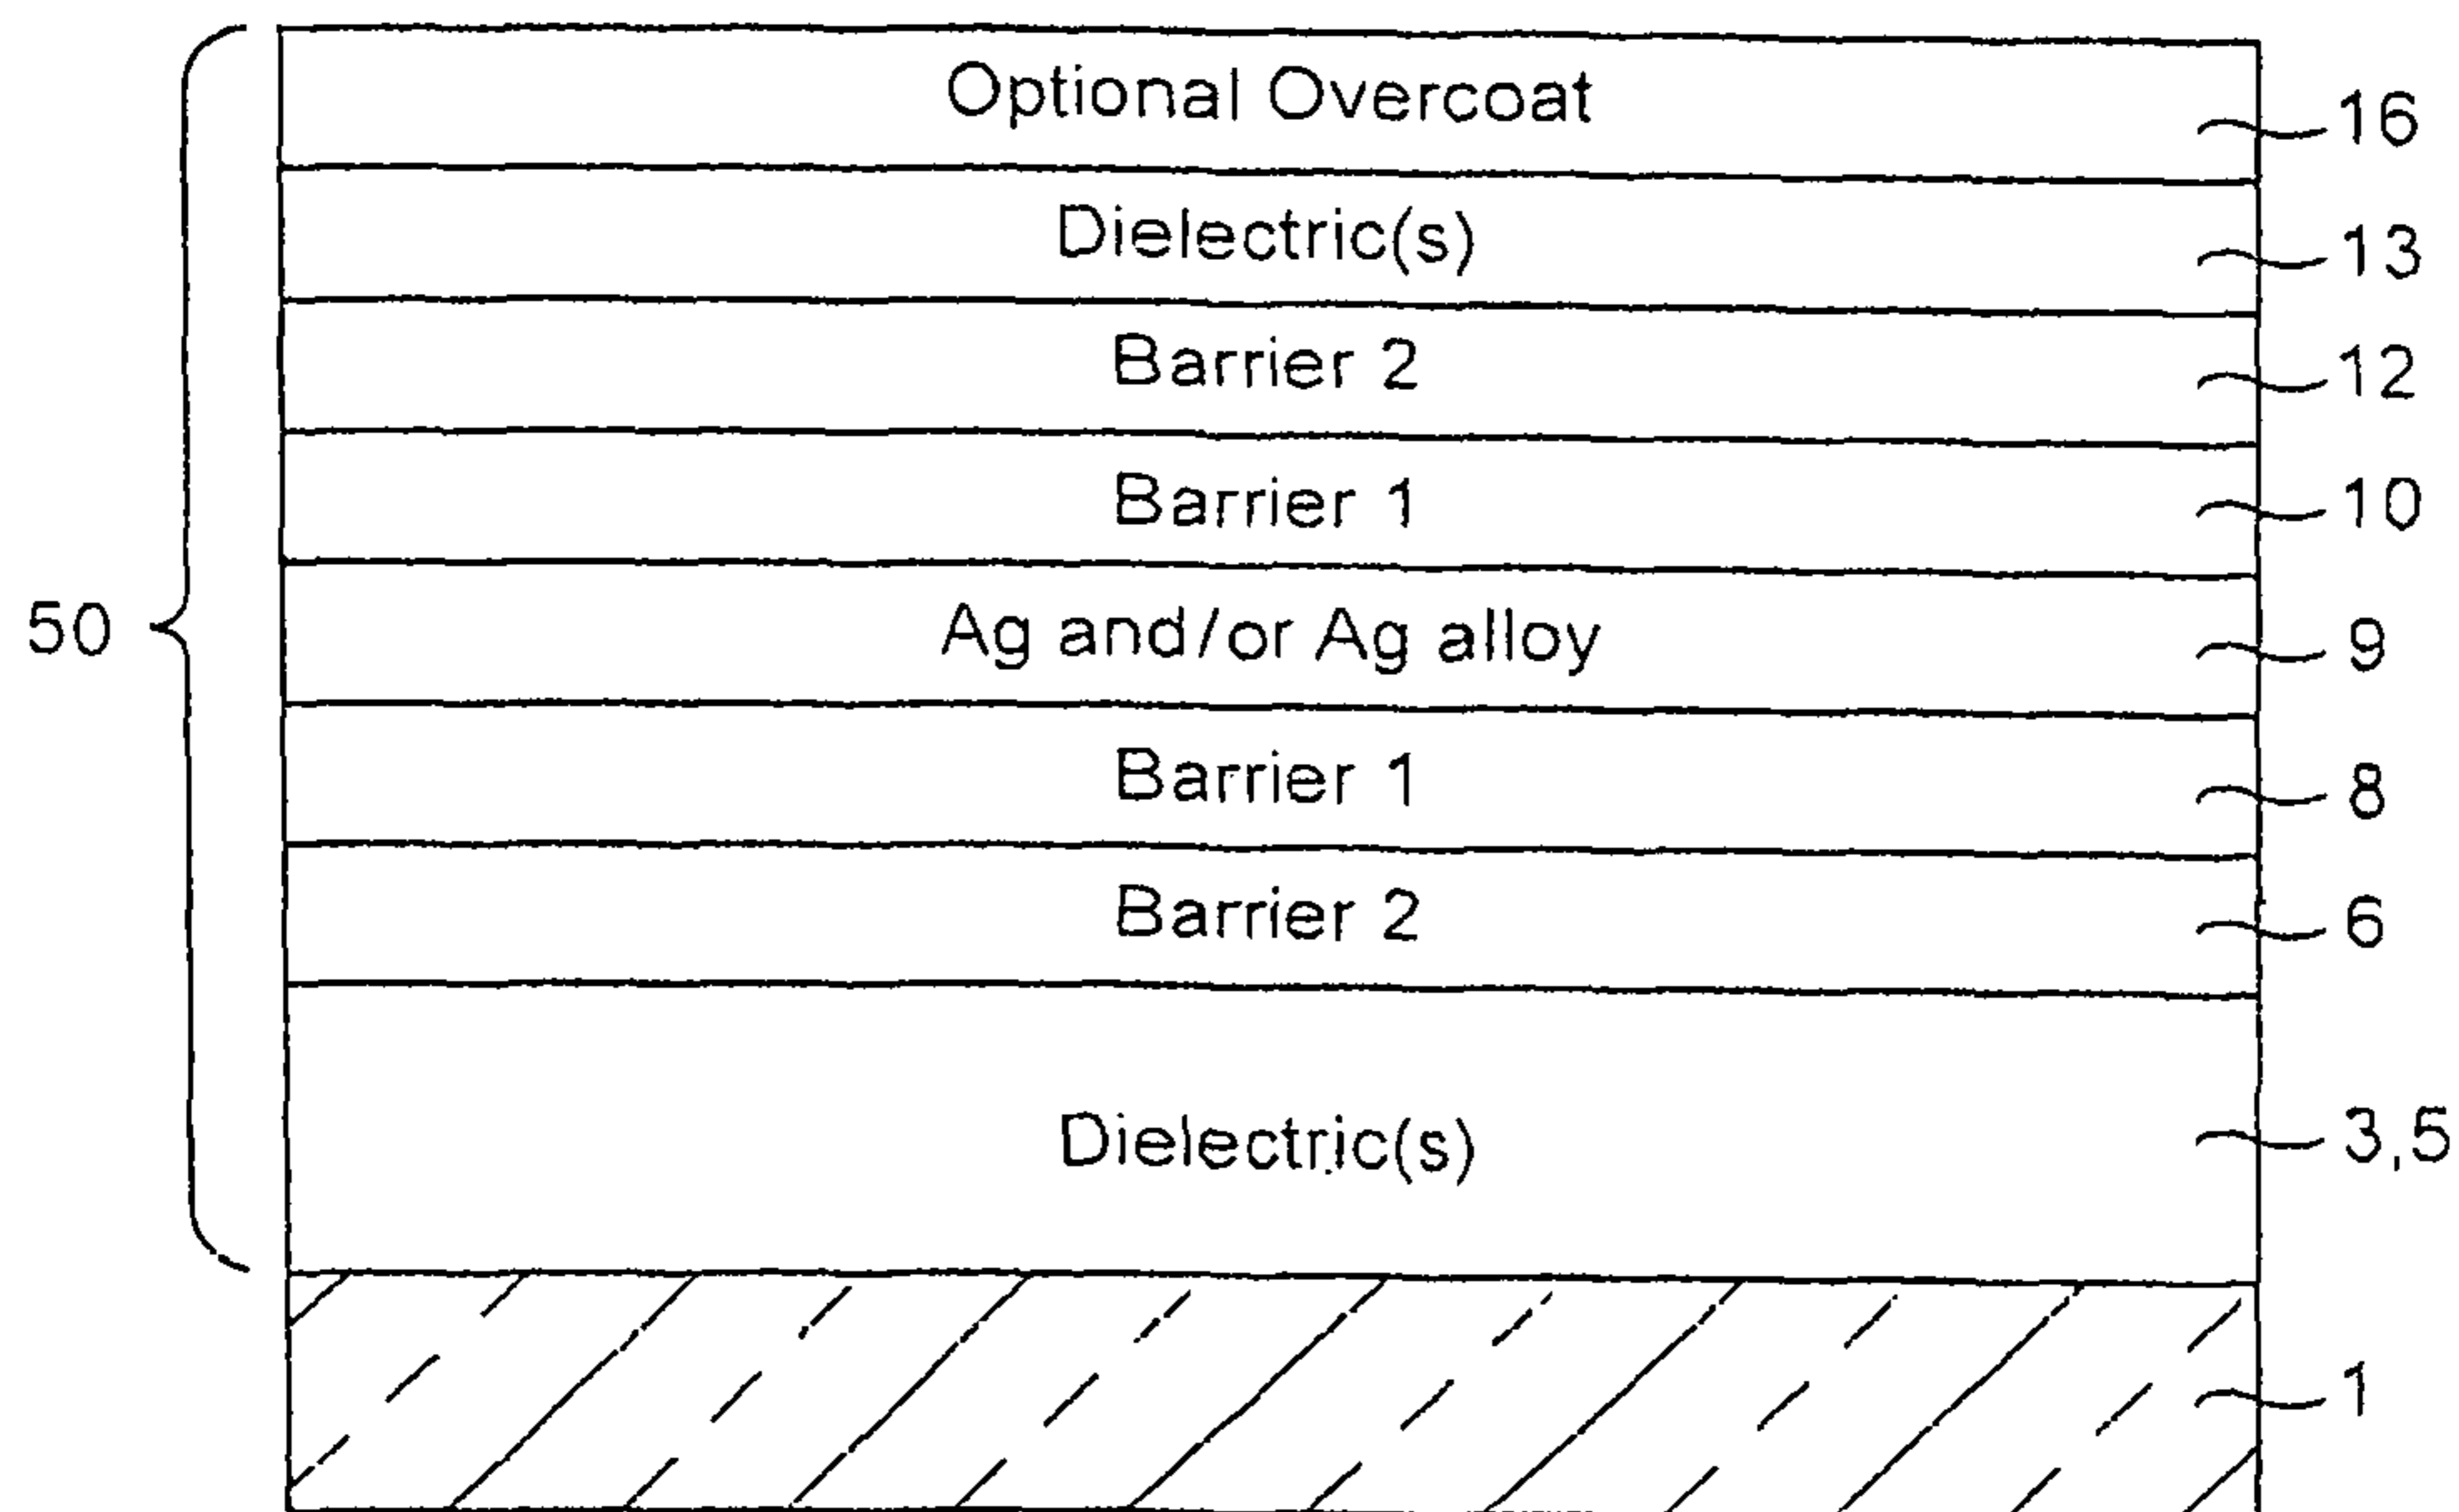 Optional Overcoat 16
Dielectric(s) 13
Barrier 2 12
Barrier 1 10
50 Ag and/or Ag alloy 9
Barrier 1 8
Barrier 2 6
Dielectric(s) 3,5
1